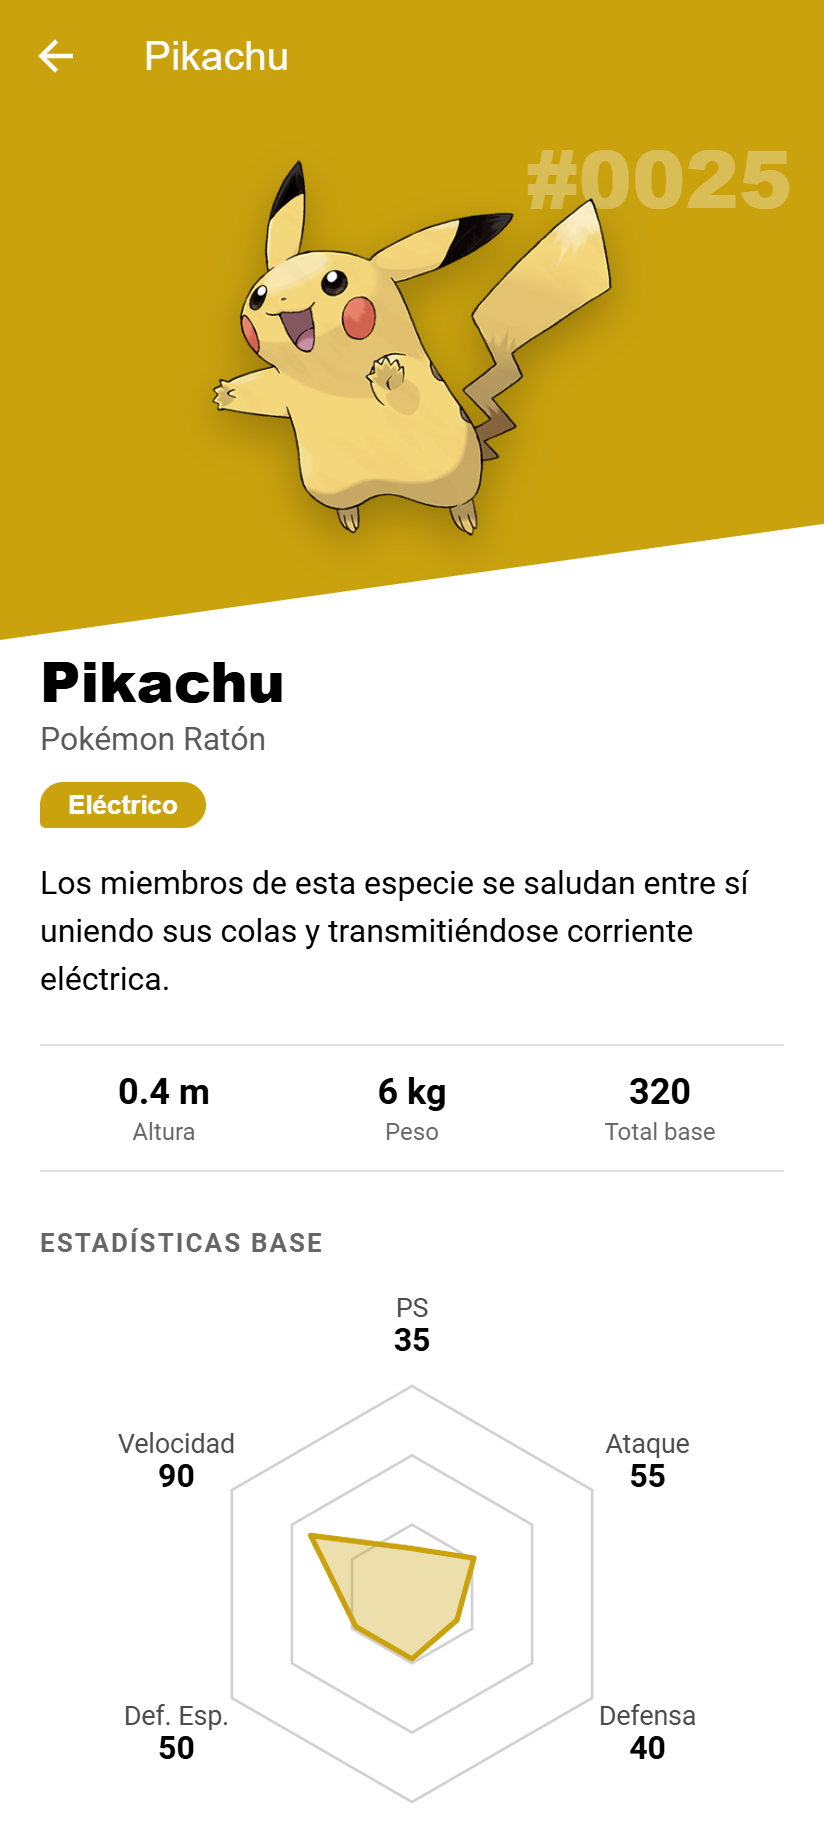 Pikachu
#0025
Pikachu
Pokémon Ratón
Eléctrico
Los miembros de esta especie se saludan entre sí
uniendo sus colas y transmitiéndose corriente
eléctrica.
0.4 m
Altura
6 kg
Peso
320
Total base
ESTADÍSTICAS BASE
PS
35
Velocidad
90
Ataque
55
Def. Esp.
50
Defensa
40